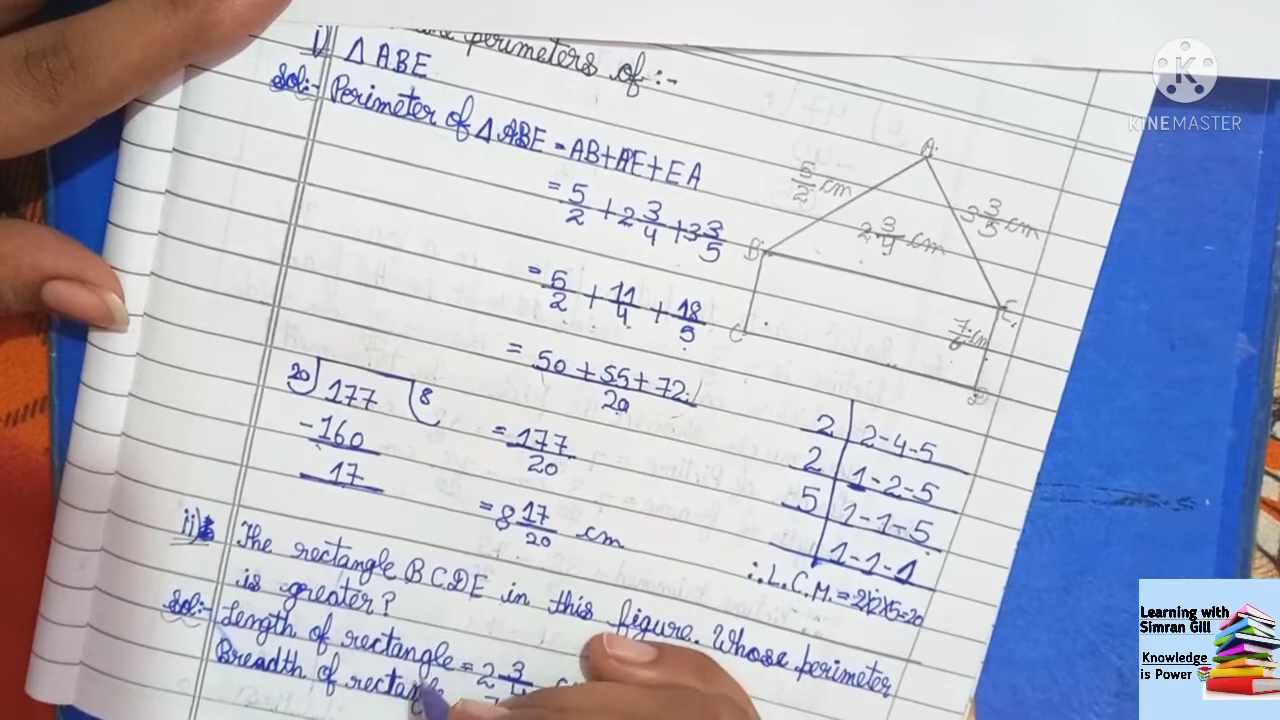 perimeters of :-
i) Δ ABE
Sol:- Perimeter of Δ ABE = AB+AE+EA
= 5/2 + 2 3/4 + 3 3/5
= 5/2 + 11/4 + 18/5
= 50 + 55 + 72 / 20
= 177/20
= 8 17/20 cm
20 ) 177 ( 8
- 160
17
A
5/2 cm
3 3/5 cm
2 3/4 cm
B
E
C
7/6 cm
D
2 | 2-4-5
2 | 1-2-5
5 | 1-1-5
1-1-1
∴ L.C.M. = 2×2×5=20
ii) The rectangle BCDE in this figure. Whose perimeter
is greater?
Sol:- Length of rectangle = 2 3/4
Breadth of
KINEMASTER
Learning with
Simran Gill
Knowledge
is Power